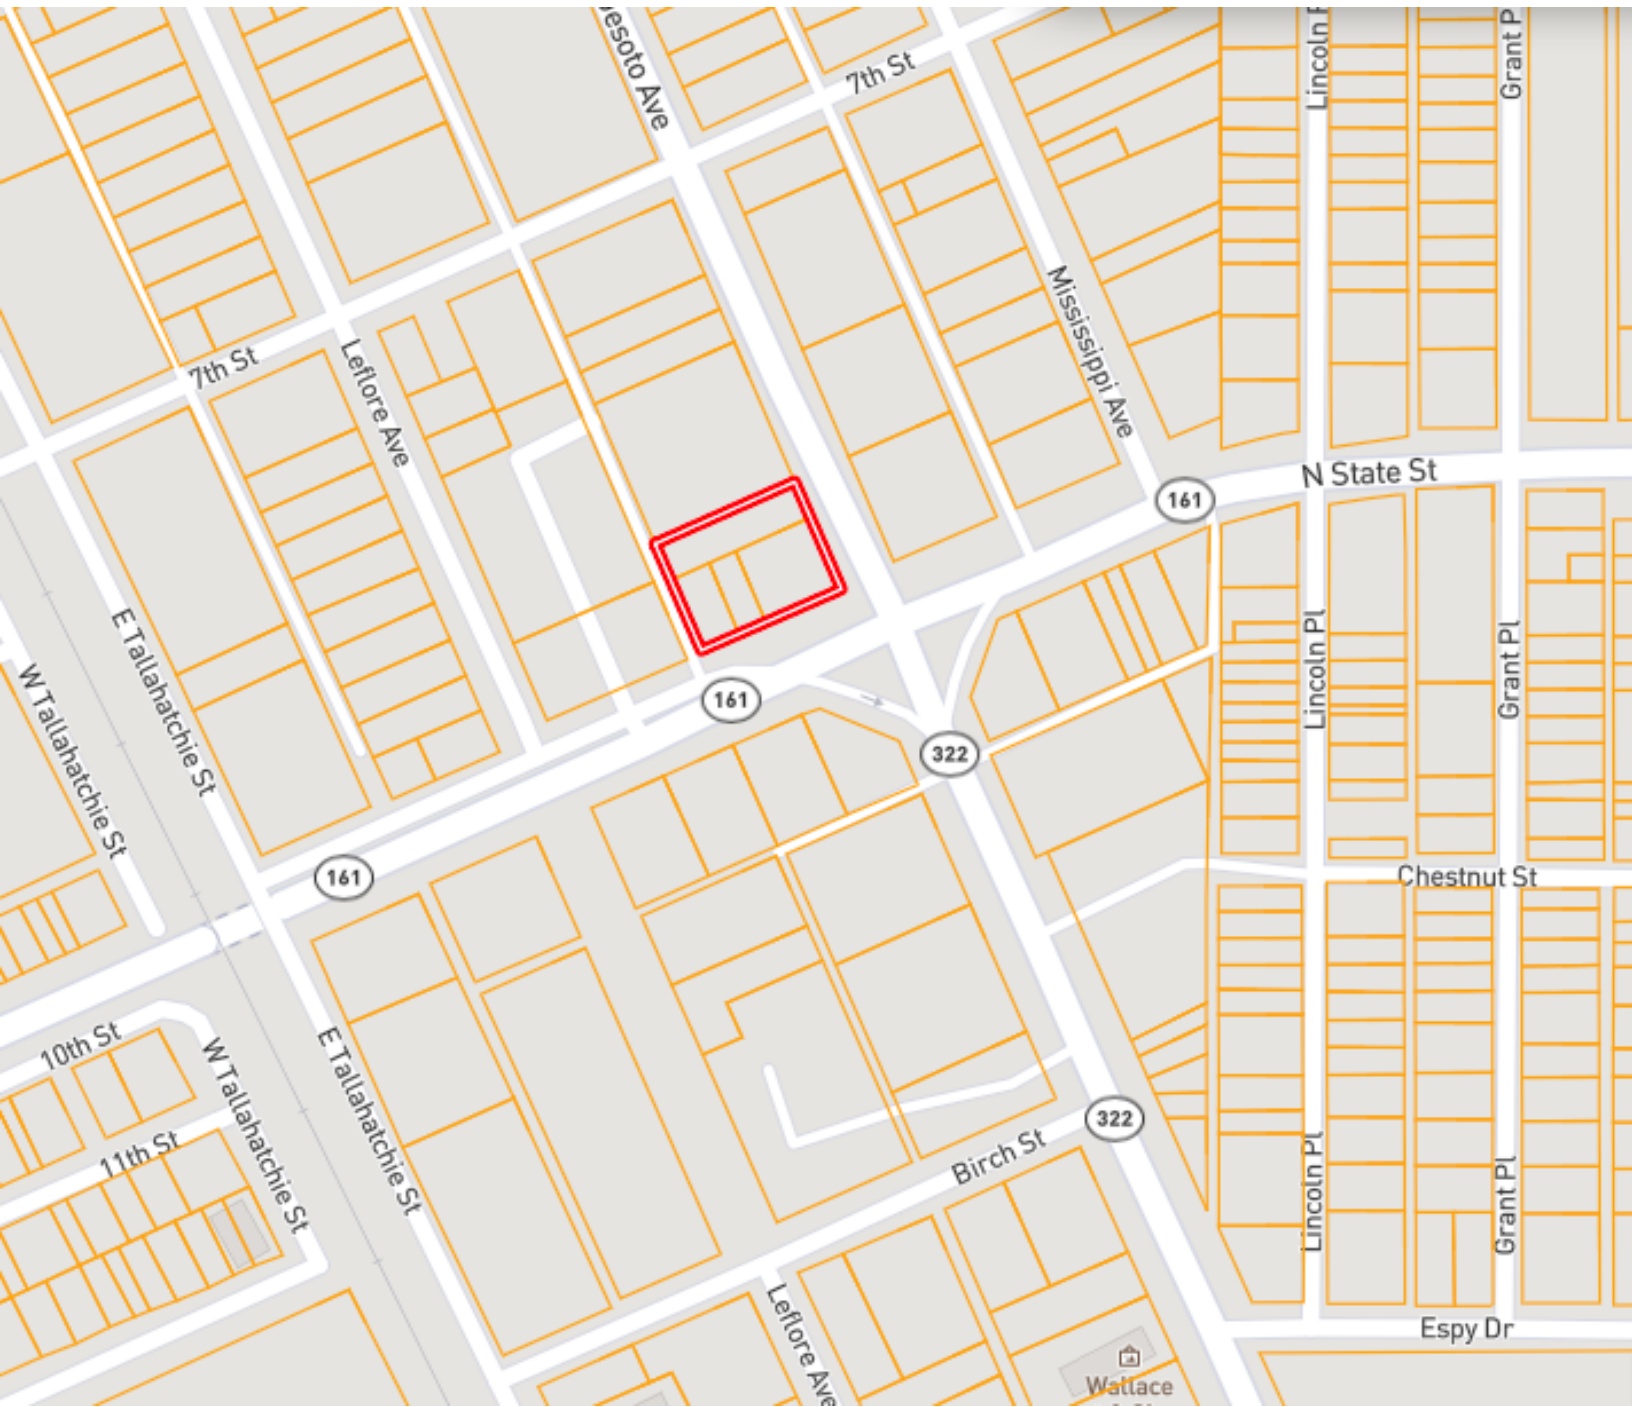 esoto Ave
7th St
Lincoln P
Grant P
Mississippi Ave
7th St
Leflore Ave
N State St
161
E Tallahatchie St
W Tallahatchie St
Lincoln Pl
Grant Pl
161
322
161
Chestnut St
10th St
W Tallahatchie St
E Tallahatchie St
11th St
322
Birch St
Lincoln Pl
Grant Pl
Leflore Ave
Espy Dr
Wallace